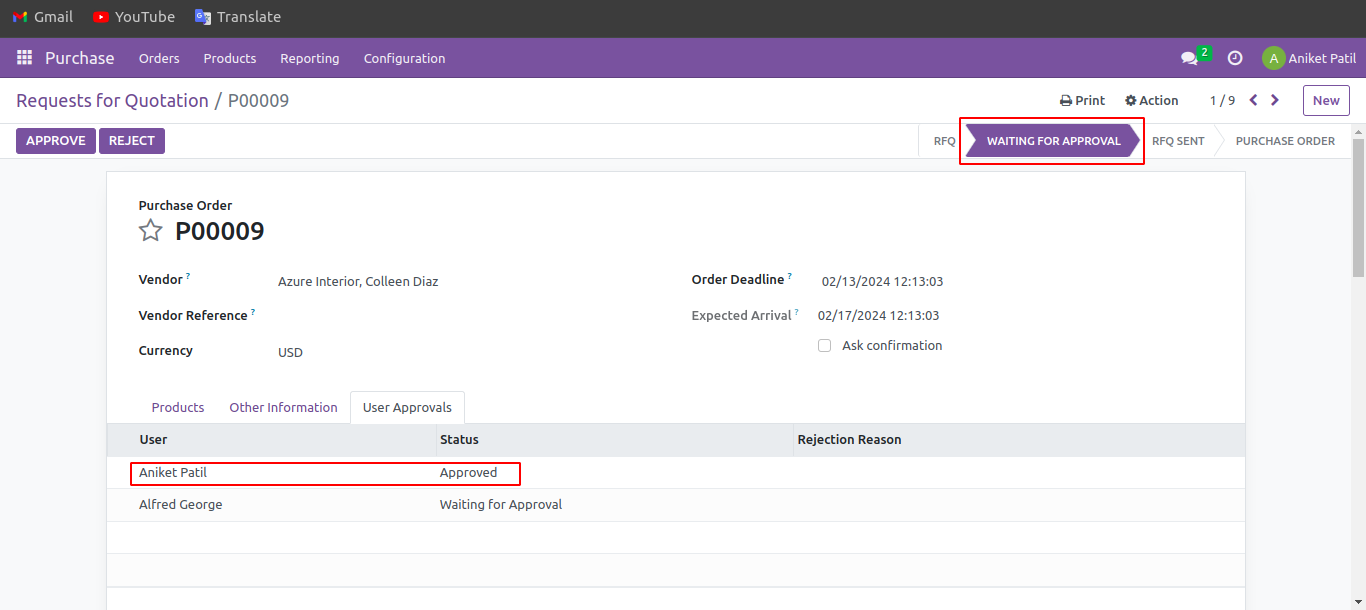 Gmail YouTube Translate
Purchase Orders Products Reporting Configuration 2 A Aniket Patil
Requests for Quotation / P00009 Print Action 1 / 9 New
APPROVE REJECT RFQ WAITING FOR APPROVAL RFQ SENT PURCHASE ORDER
Purchase Order
P00009
Vendor ? Azure Interior, Colleen Diaz Order Deadline ? 02/13/2024 12:13:03
Vendor Reference ? Expected Arrival ? 02/17/2024 12:13:03
Currency USD Ask confirmation
Products Other Information User Approvals
User Status Rejection Reason
Aniket Patil Approved
Alfred George Waiting for Approval